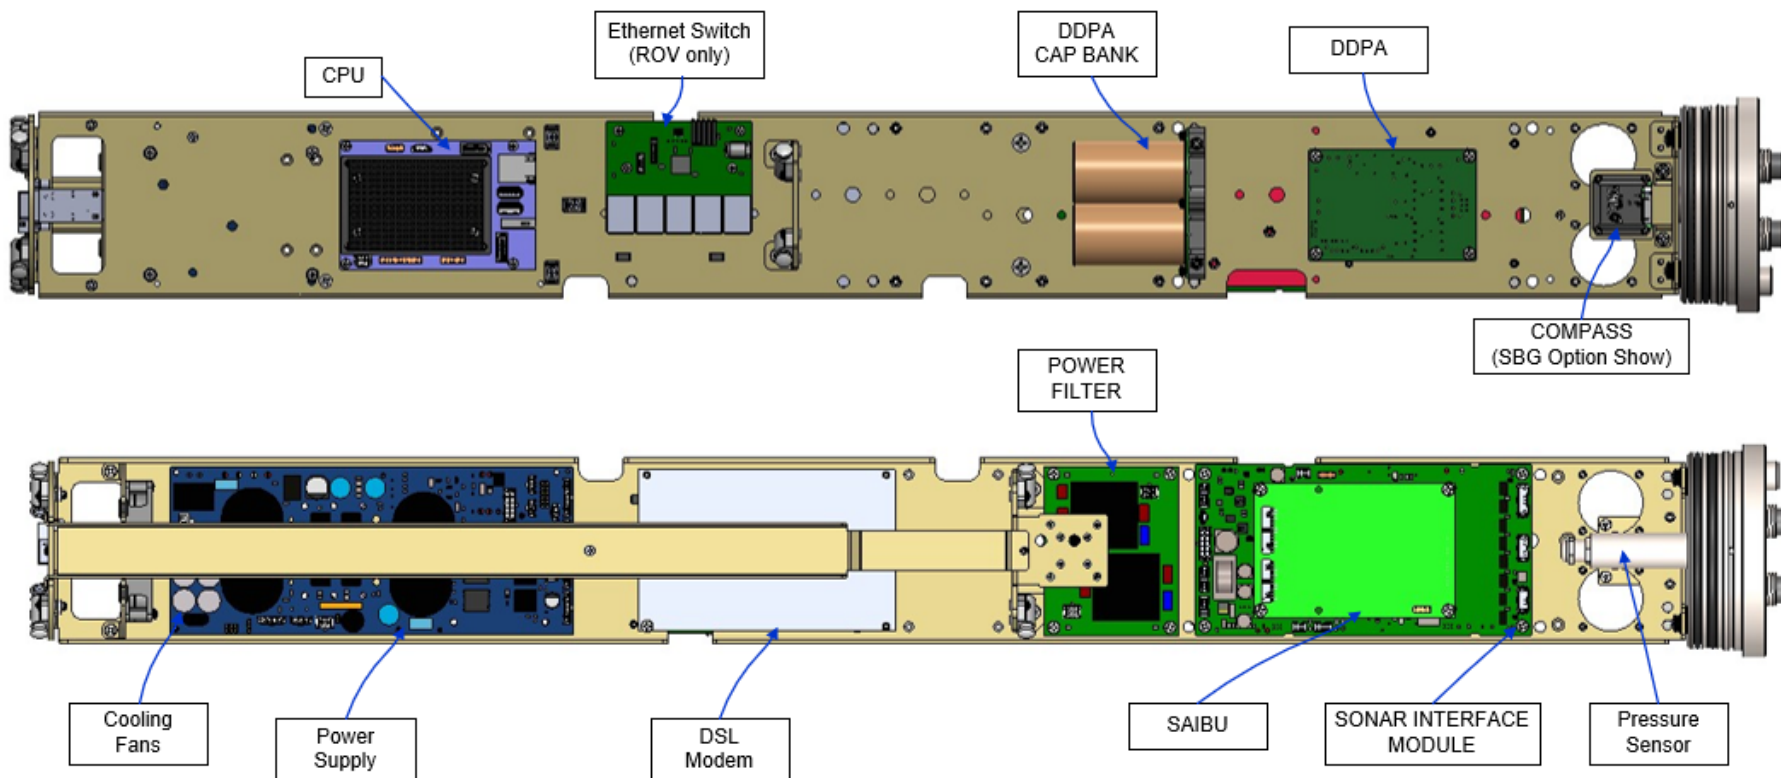 Ethernet Switch
(ROV only)
DDPA
CAP BANK
DDPA
CPU
COMPASS
(SBG Option Show)
POWER
FILTER
Cooling
Fans
Power
Supply
DSL
Modem
SAIBU
SONAR INTERFACE
MODULE
Pressure
Sensor